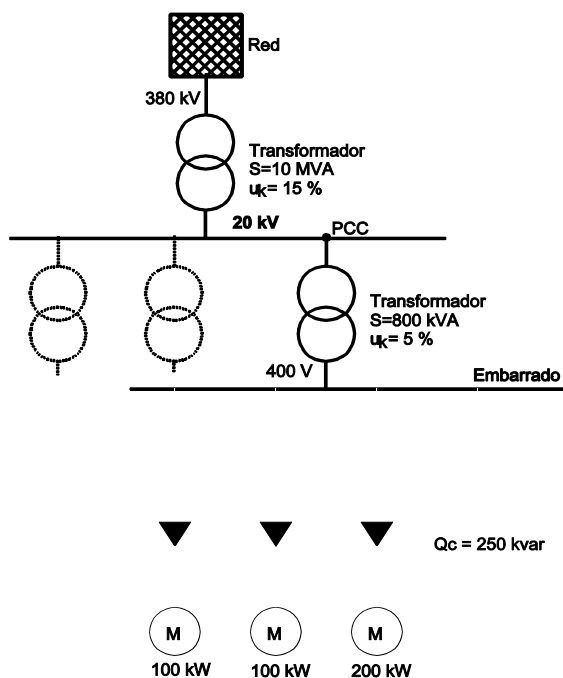 Red
380 kV
Transformador
S=10 MVA
uk= 15 %
20 kV
PCC
Transformador
S=800 kVA
uk= 5 %
400 V
Embarrado
Qc = 250 kvar
M M M
100 kW 100 kW 200 kW